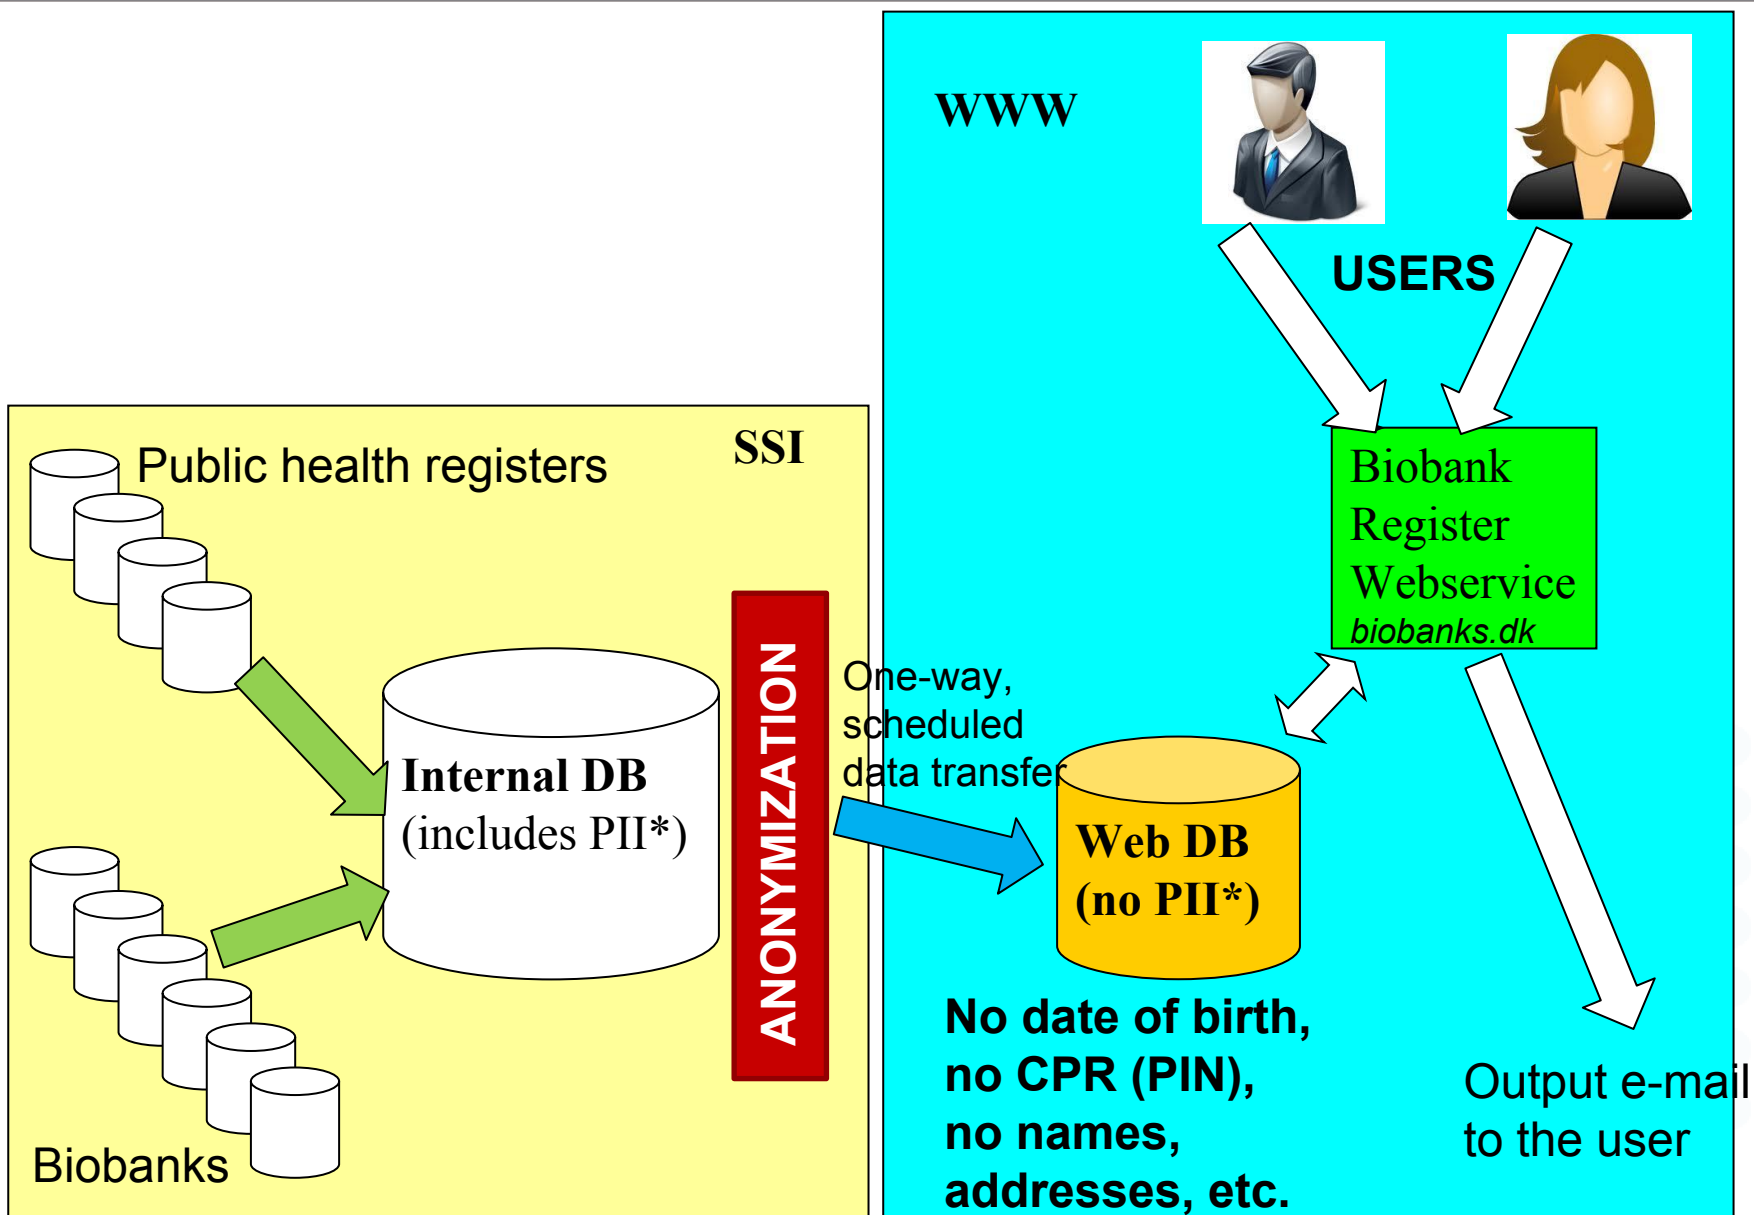 WWW
USERS
Public health registers
SSI
Biobank
Register
Webservice
biobanks.dk
ANONYMIZATION
One-way,
scheduled
data transfer
Internal DB
(includes PII*)
Web DB
(no PII*)
No date of birth,
no CPR (PIN),
no names,
addresses, etc.
Output e-mail
to the user
Biobanks